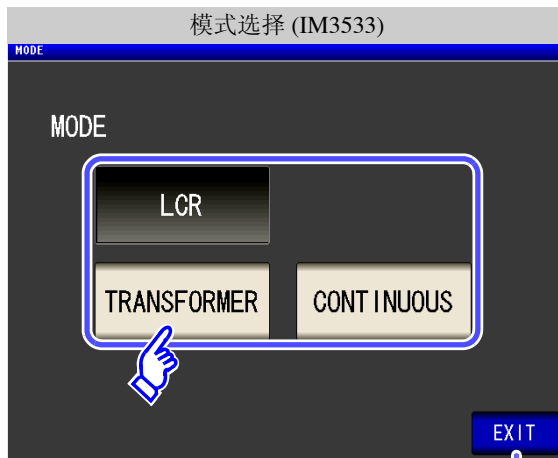 模式选择 (IM3533)
MODE
MODE
LCR
TRANSFORMER CONTINUOUS
EXIT